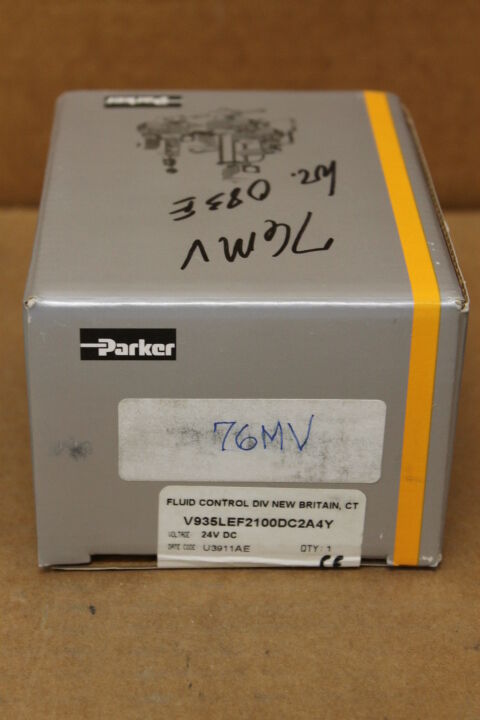 Parker
76MV
083E
Parker
76MV
FLUID CONTROL DIV NEW BRITAIN, CT
V935LEF2100DC2A4Y
VOLTAGE: 24V DC
DATE CODE: U3911AE QTY: 1
CE